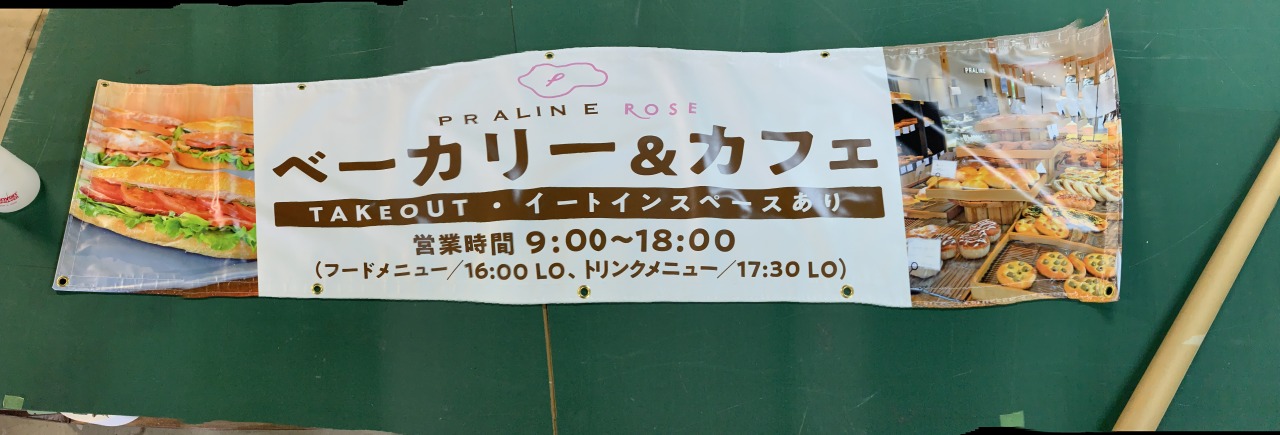 PRALINE ROSE
ベーカリー&カフェ
TAKEOUT・イートインスペースあり
営業時間 9:00～18:00
(フードメニュー/16:00 LO、トリンクメニュー/17:30 LO)
PRALINE